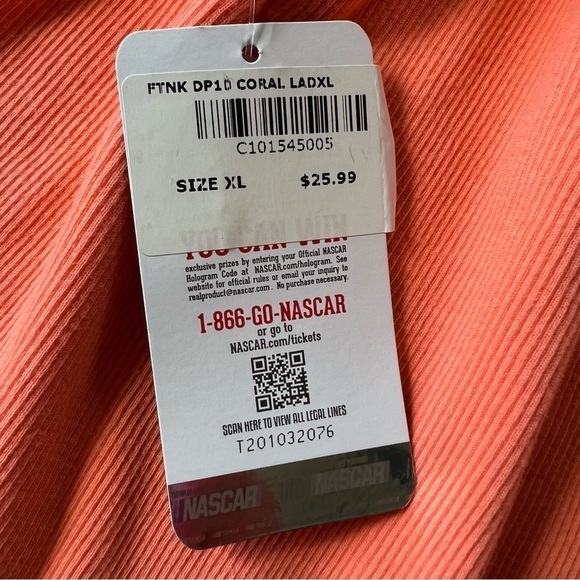 FTNK DP10 CORAL LADXL
C101545005
SIZE XL $25.99
YOU CAN WIN
exclusive prizes by entering your Official NASCAR
Hologram Code at NASCAR.com/hologram. See
website for official rules or email your inquiry to
realproduct@nascar.com. No purchase necessary.
1-866-GO-NASCAR
or go to
NASCAR.com/tickets
SCAN HERE TO VIEW ALL LEGAL LINES
T201032076
NASCAR NASCAR